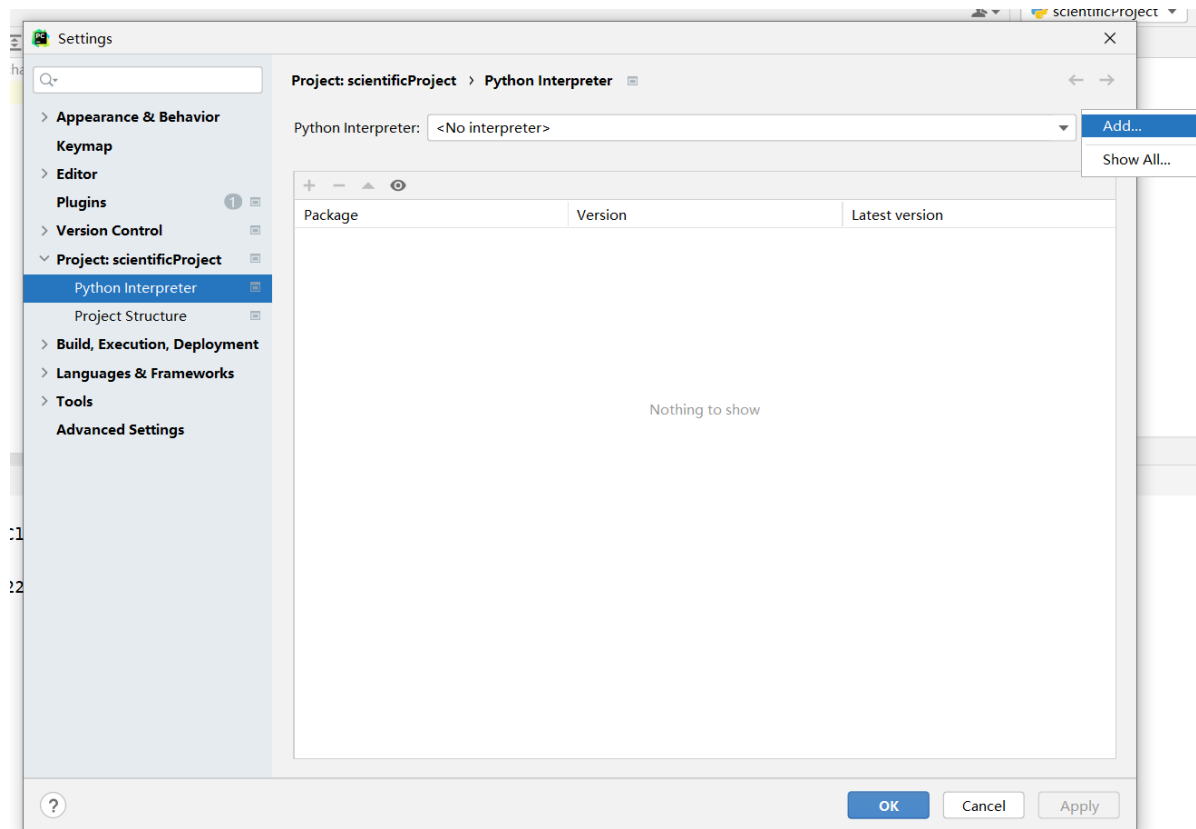 scientificProject
Settings
Project: scientificProject > Python Interpreter
Appearance & Behavior
Keymap
Editor
Plugins 1
Version Control
Project: scientificProject
Python Interpreter
Project Structure
Build, Execution, Deployment
Languages & Frameworks
Tools
Advanced Settings
Python Interpreter: <No interpreter>
Add...
Show All...
Package Version Latest version
Nothing to show
22
? OK Cancel Apply